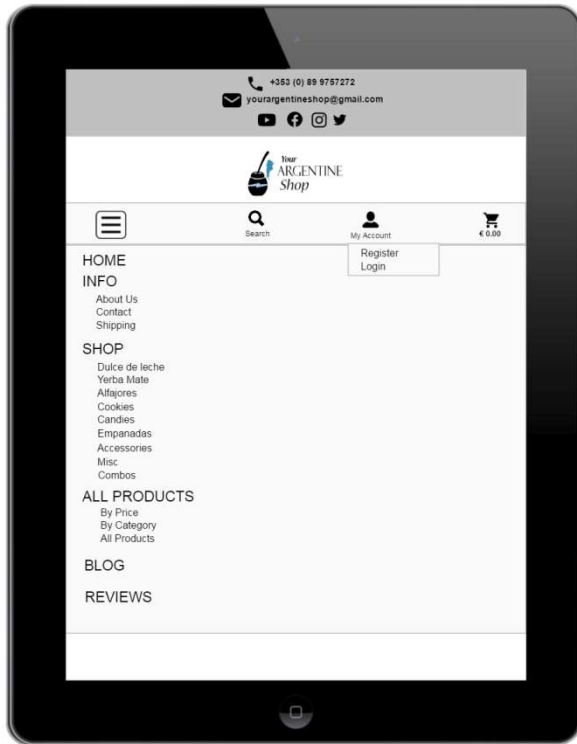 +353 (0) 89 9757272
yourargentineshop@gmail.com
Your
ARGENTINE
Shop
Search
My Account
€ 0.00
Register
Login
HOME
INFO
About Us
Contact
Shipping
SHOP
Dulce de leche
Yerba Mate
Alfajores
Cookies
Candies
Empanadas
Accessories
Misc
Combos
ALL PRODUCTS
By Price
By Category
All Products
BLOG
REVIEWS